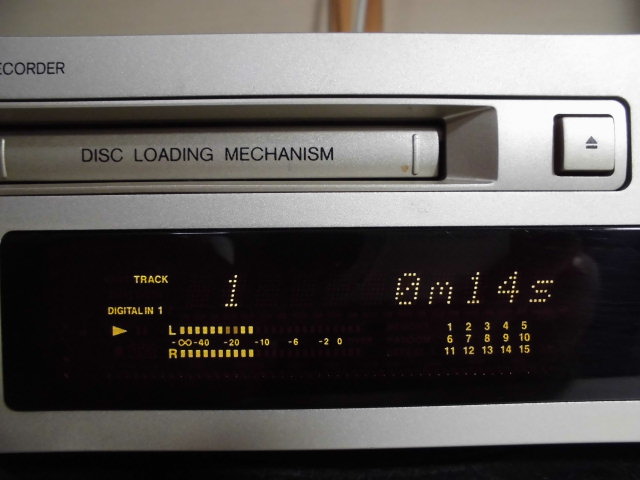 ECORDER
DISC LOADING MECHANISM
TRACK 1 0m14s
DIGITAL IN 1
L
-∞ -40 -20 -10 -6 -2 0
R
1 2 3 4 5
6 7 8 9 10
11 12 13 14 15